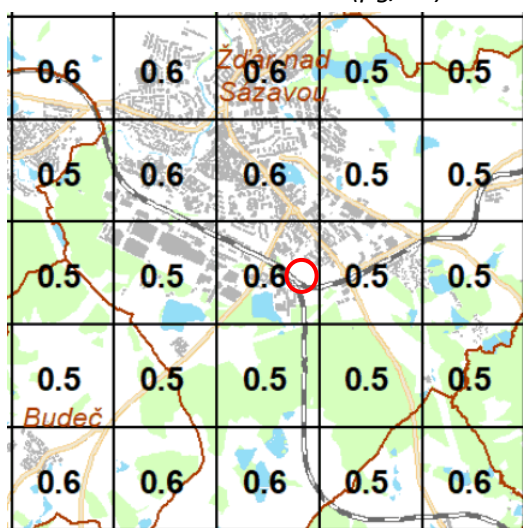 0.6 0.6 0.6 0.5 0.5
Žďár nad
Sázavou
0.5 0.6 0.6 0.5 0.5
0.5 0.5 0.6 0.5 0.5
0.5 0.5 0.5 0.5 0.5
Budeč
0.6 0.6 0.6 0.5 0.6